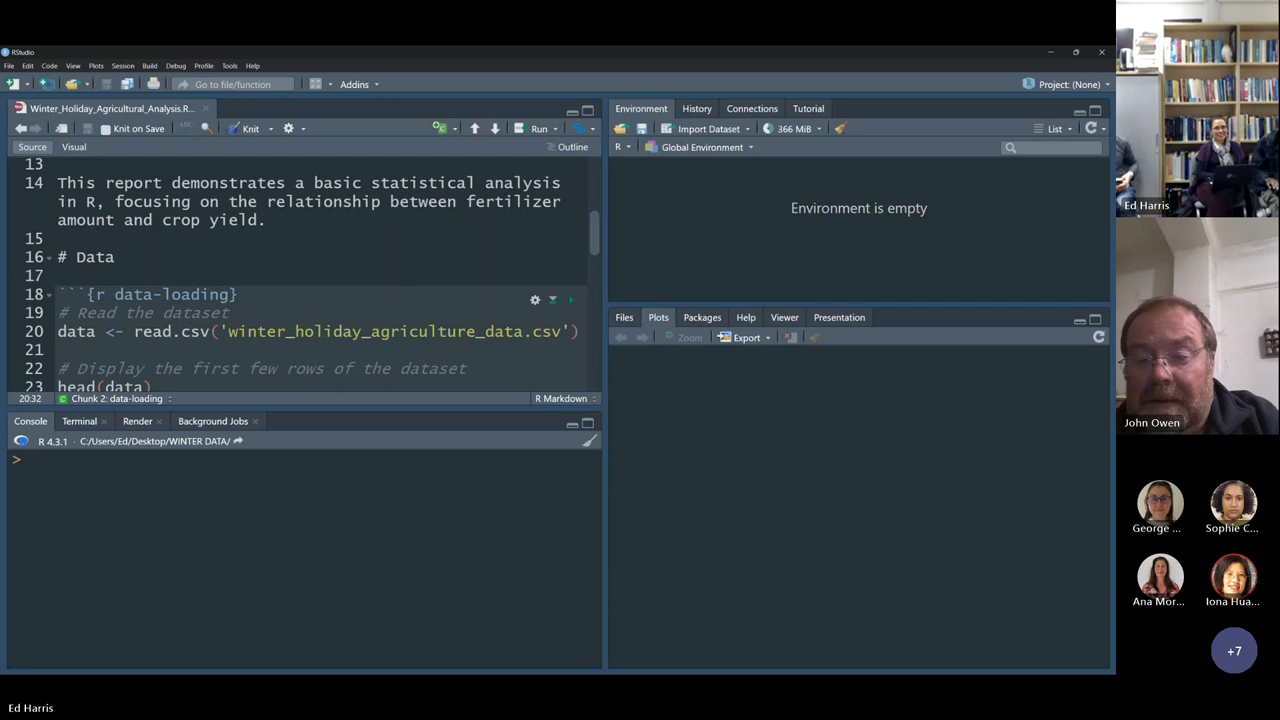 RStudio
File Edit Code View Plots Session Build Debug Profile Tools Help
Go to file/function
Addins
Project: (None)
Winter_Holiday_Agricultural_Analysis.R...
Knit on Save
ABC
Knit
Run
Source Visual
Outline
13
14 This report demonstrates a basic statistical analysis
in R, focusing on the relationship between fertilizer
amount and crop yield.
15
16 # Data
17
18 ```{r data-loading}
19 # Read the dataset
20 data <- read.csv('winter_holiday_agriculture_data.csv')
21
22 # Display the first few rows of the dataset
23 head(data)
20:32 Chunk 2: data-loading R Markdown
Console Terminal Render Background Jobs
R 4.3.1 · C:/Users/Ed/Desktop/WINTER DATA/
>
Environment History Connections Tutorial
Import Dataset 366 MiB List
R Global Environment
Environment is empty
Files Plots Packages Help Viewer Presentation
Zoom Export
Ed Harris
John Owen
George ... Sophie C...
Ana Mor... Iona Hua...
+7
Ed Harris